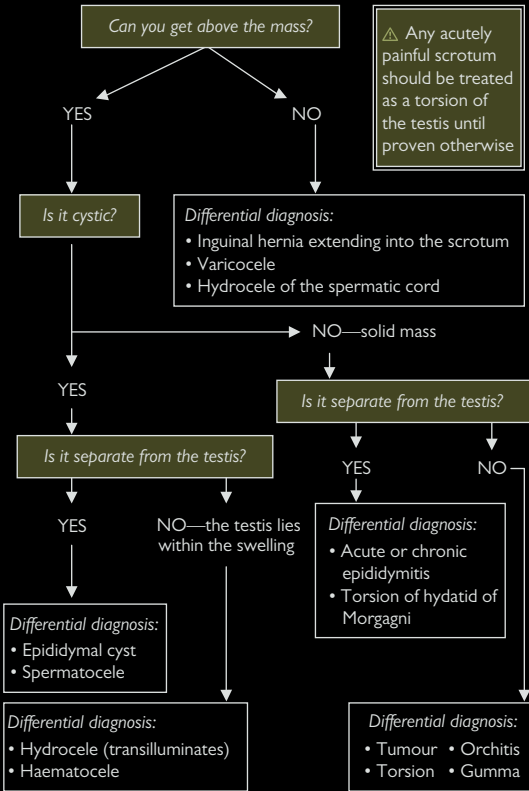 Can you get above the mass?
⚠ Any acutely
painful scrotum
should be treated
as a torsion of
the testis until
proven otherwise
YES
NO
Is it cystic?
Differential diagnosis:
• Inguinal hernia extending into the scrotum
• Varicocele
• Hydrocele of the spermatic cord
NO—solid mass
YES
Is it separate from the testis?
Is it separate from the testis?
YES
NO
YES
NO—the testis lies
within the swelling
Differential diagnosis:
• Acute or chronic
epididymitis
• Torsion of hydatid of
Morgagni
Differential diagnosis:
• Epididymal cyst
• Spermatocele
Differential diagnosis:
• Hydrocele (transilluminates)
• Haematocele
Differential diagnosis:
• Tumour • Orchitis
• Torsion • Gumma